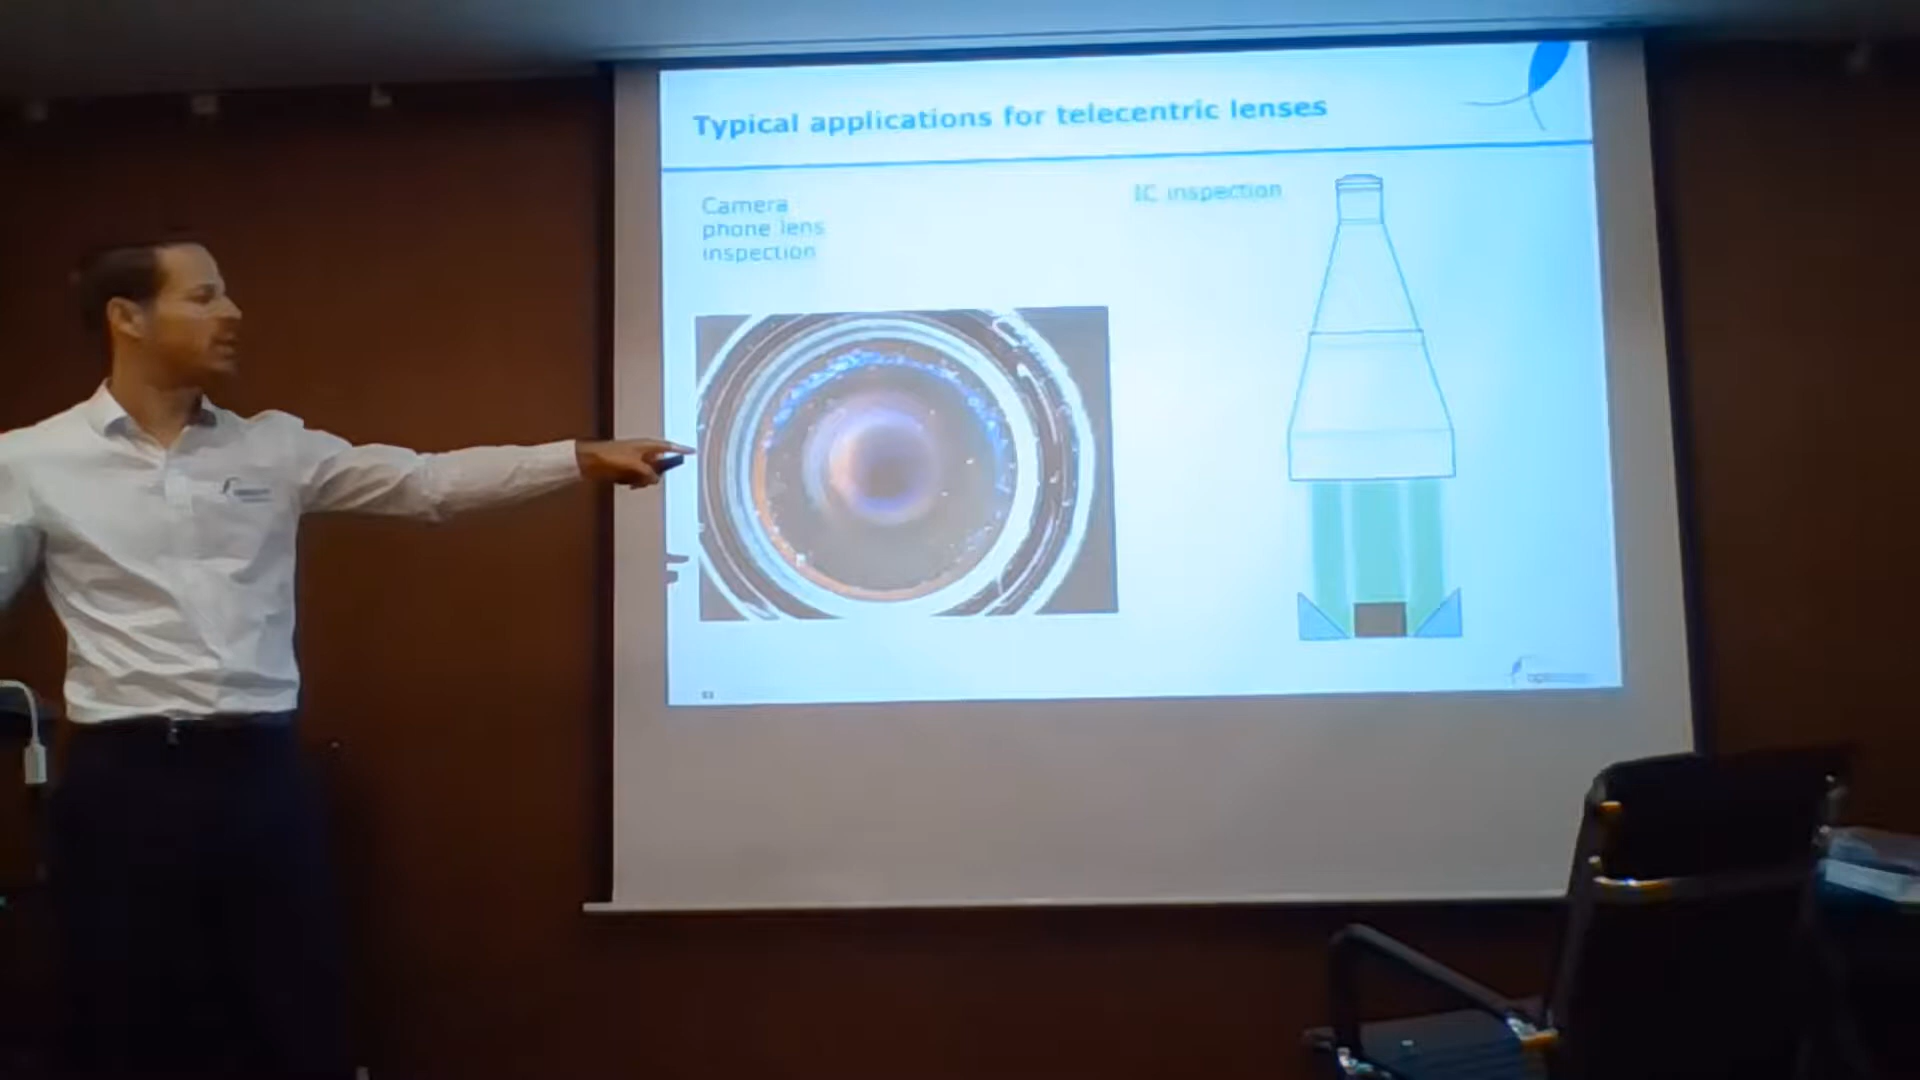 Typical applications for telecentric lenses
Camera
phone lens
inspection
IC inspection